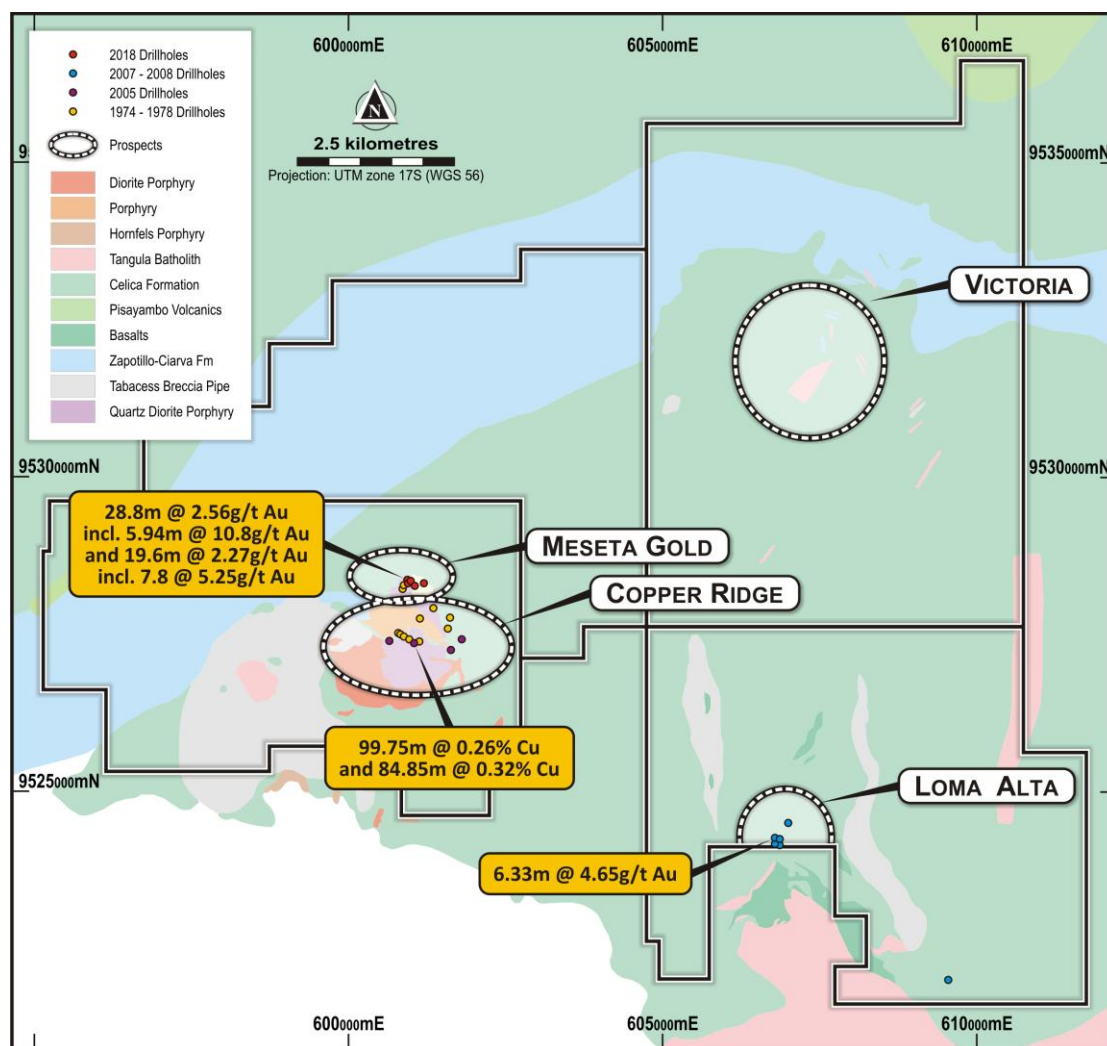 600000mE
605000mE
610000mE
2018 Drillholes
2007 - 2008 Drillholes
2005 Drillholes
1974 - 1978 Drillholes
Prospects
Diorite Porphyry
Porphyry
Hornfels Porphyry
Tangula Batholith
Celica Formation
Pisayambo Volcanics
Basalts
Zapotillo-Ciarva Fm
Tabacess Breccia Pipe
Quartz Diorite Porphyry
N
2.5 kilometres
Projection: UTM zone 17S (WGS 56)
9535000mN
VICTORIA
9530000mN
9530000mN
28.8m @ 2.56g/t Au
incl. 5.94m @ 10.8g/t Au
and 19.6m @ 2.27g/t Au
incl. 7.8 @ 5.25g/t Au
MESETA GOLD
COPPER RIDGE
99.75m @ 0.26% Cu
and 84.85m @ 0.32% Cu
9525000mN
9525000mN
LOMA ALTA
6.33m @ 4.65g/t Au
600000mE
605000mE
610000mE